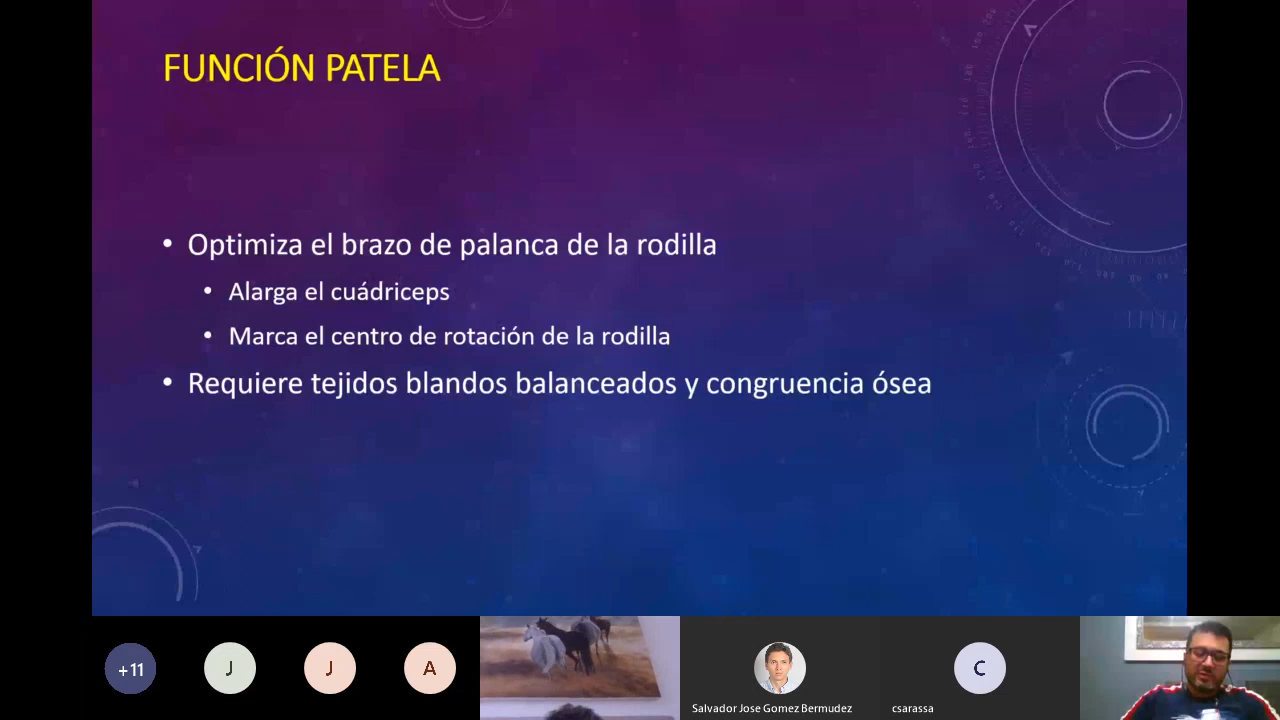 FUNCIÓN PATELA
• Optimiza el brazo de palanca de la rodilla
• Alarga el cuádriceps
• Marca el centro de rotación de la rodilla
• Requiere tejidos blandos balanceados y congruencia ósea
+11
J
J
A
C
Salvador Jose Gomez Bermudez
csarassa